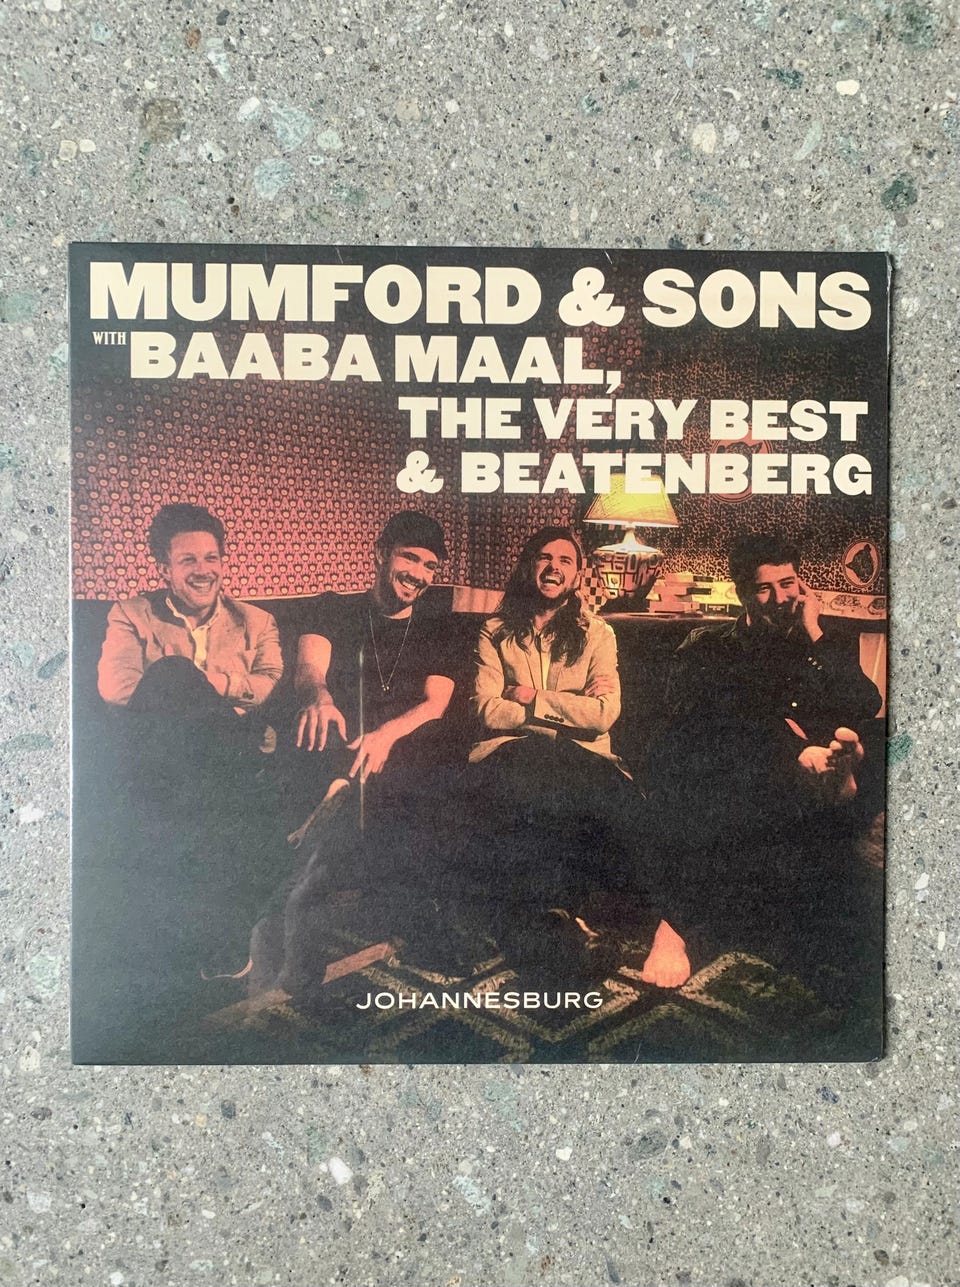 MUMFORD & SONS
WITH BAABA MAAL,
THE VERY BEST
& BEATENBERG
JOHANNESBURG